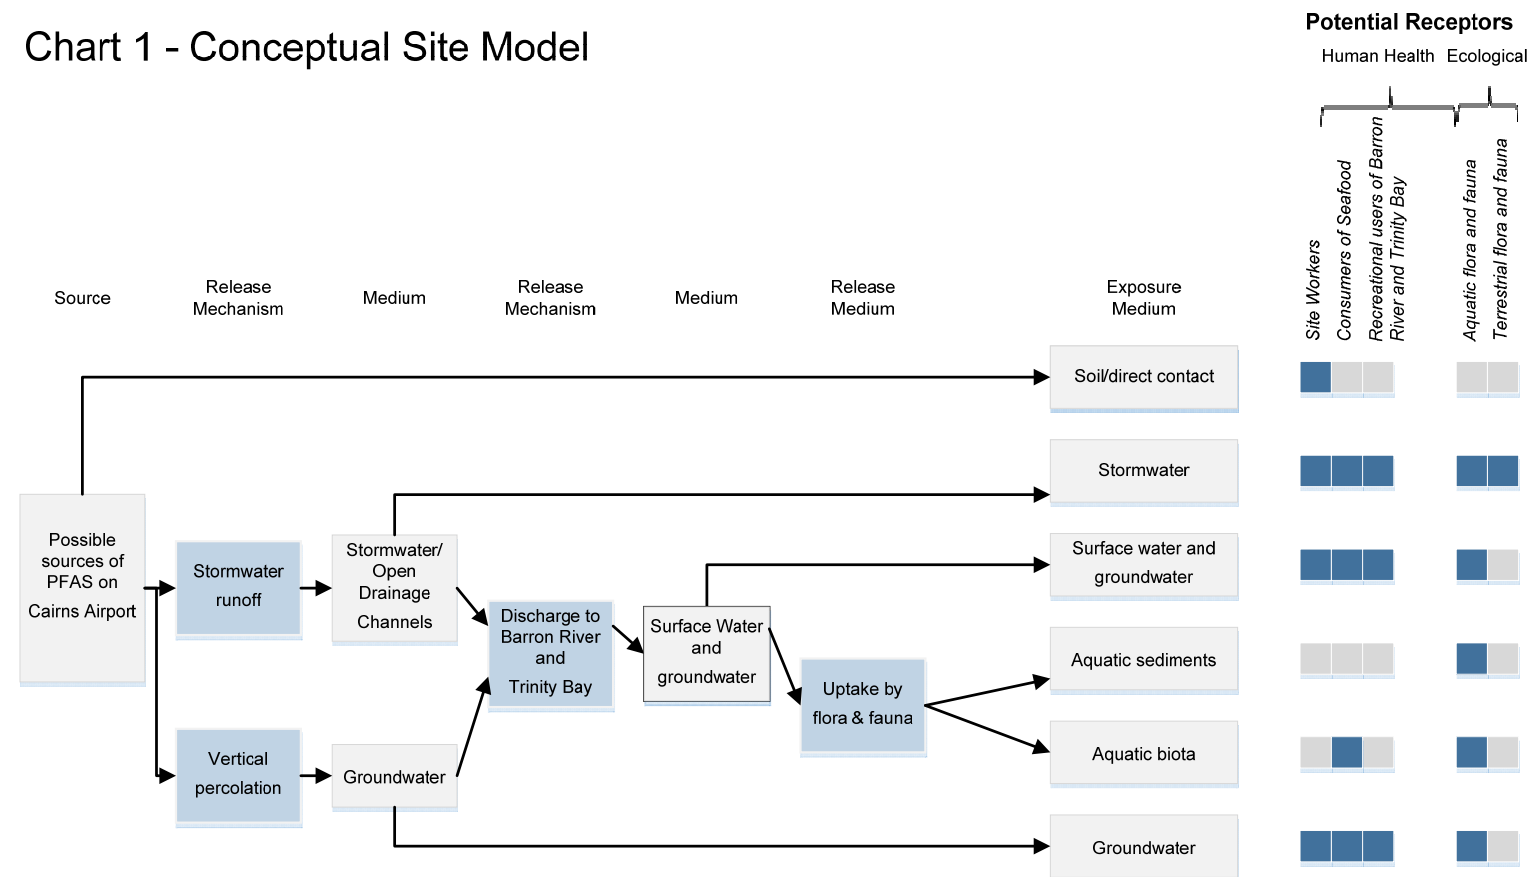 Chart 1 - Conceptual Site Model
Potential Receptors
Human Health
Ecological
Site Workers
Consumers of Seafood
Recreational users of Barron
River and Trinity Bay
Aquatic flora and fauna
Terrestrial flora and fauna
Source
Release
Mechanism
Medium
Release
Mechanism
Medium
Release
Medium
Exposure
Medium
Soil/direct contact
Stormwater
Possible
sources of
PFAS on
Cairns Airport
Stormwater
runoff
Stormwater/
Open
Drainage
Channels
Discharge to
Barron River
and
Trinity Bay
Surface Water
and
groundwater
Uptake by
flora & fauna
Surface water and
groundwater
Aquatic sediments
Aquatic biota
Vertical
percolation
Groundwater
Groundwater